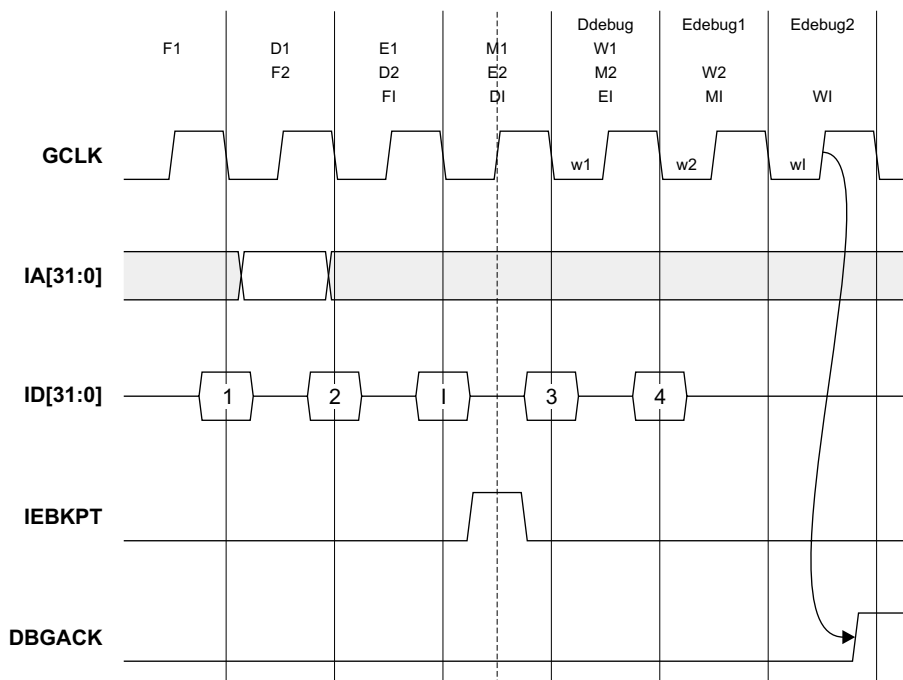 Ddebug Edebug1 Edebug2
F1 D1 E1 M1 W1
F2 D2 E2 M2 W2
FI DI EI MI WI
GCLK w1 w2 wI
IA[31:0]
ID[31:0] 1 2 I 3 4
IEBKPT
DBGACK